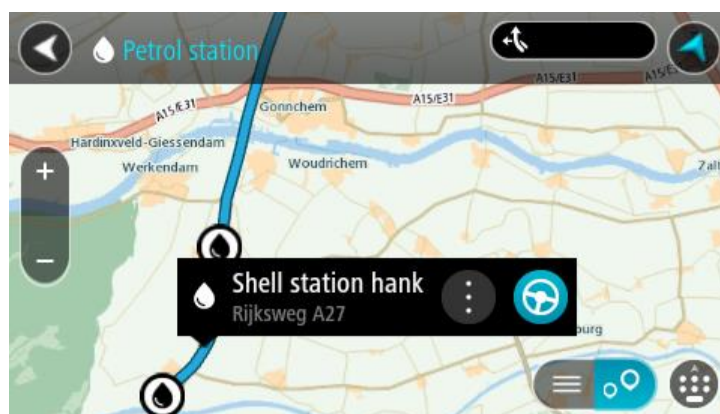 Petrol station
A15/E31
A15/E31
A15/E31
A15/E31
Gonnchem
Hardinxveld-Giessendam
Werkendam
Woudrichem
Zalt
Shell station hank
Rijksweg A27
burg